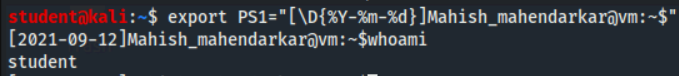 student@kali:~$ export PS1="[\D{%Y-%m-%d}]Mahish_mahendarkar@vm:~$"
[2021-09-12]Mahish_mahendarkar@vm:~$whoami
student